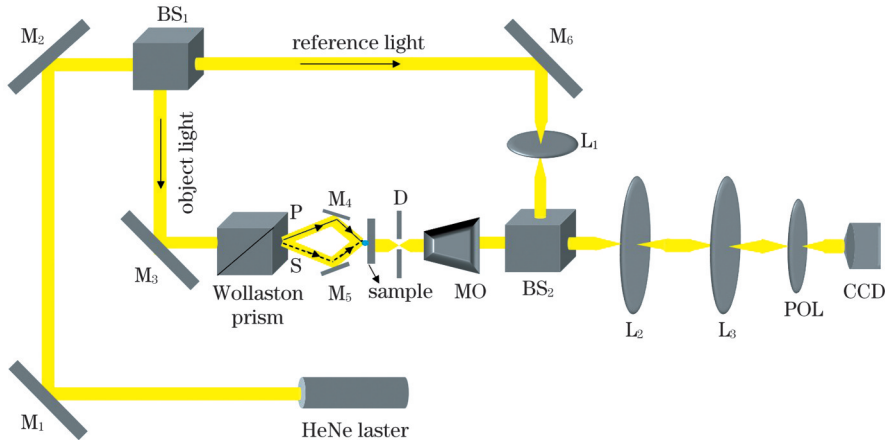 BS₁
M₂
reference light
M₆
object light
L₁
P
M₄
D
S
M₃
M₅
sample
MO
BS₂
Wollaston
prism
L₂
L₃
POL
CCD
M₁
HeNe laster